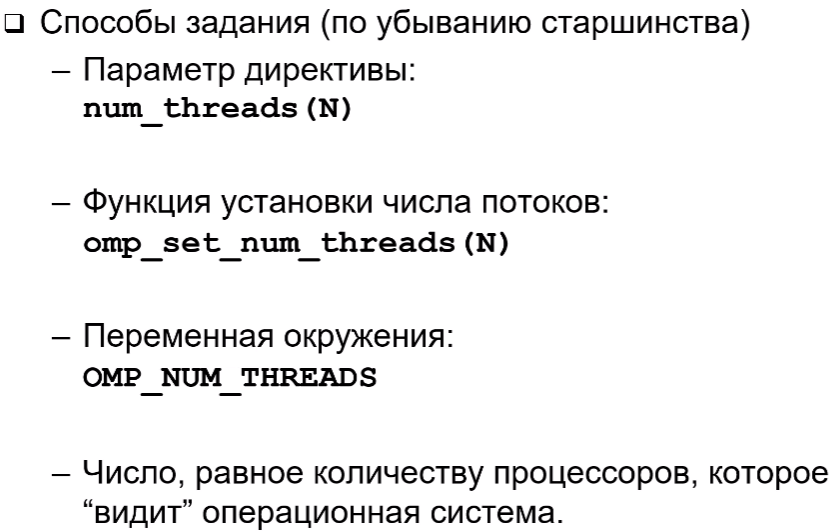 ❑ Способы задания (по убыванию старшинства)
– Параметр директивы:
num_threads(N)
– Функция установки числа потоков:
omp_set_num_threads(N)
– Переменная окружения:
OMP_NUM_THREADS
– Число, равное количеству процессоров, которое
“видит” операционная система.